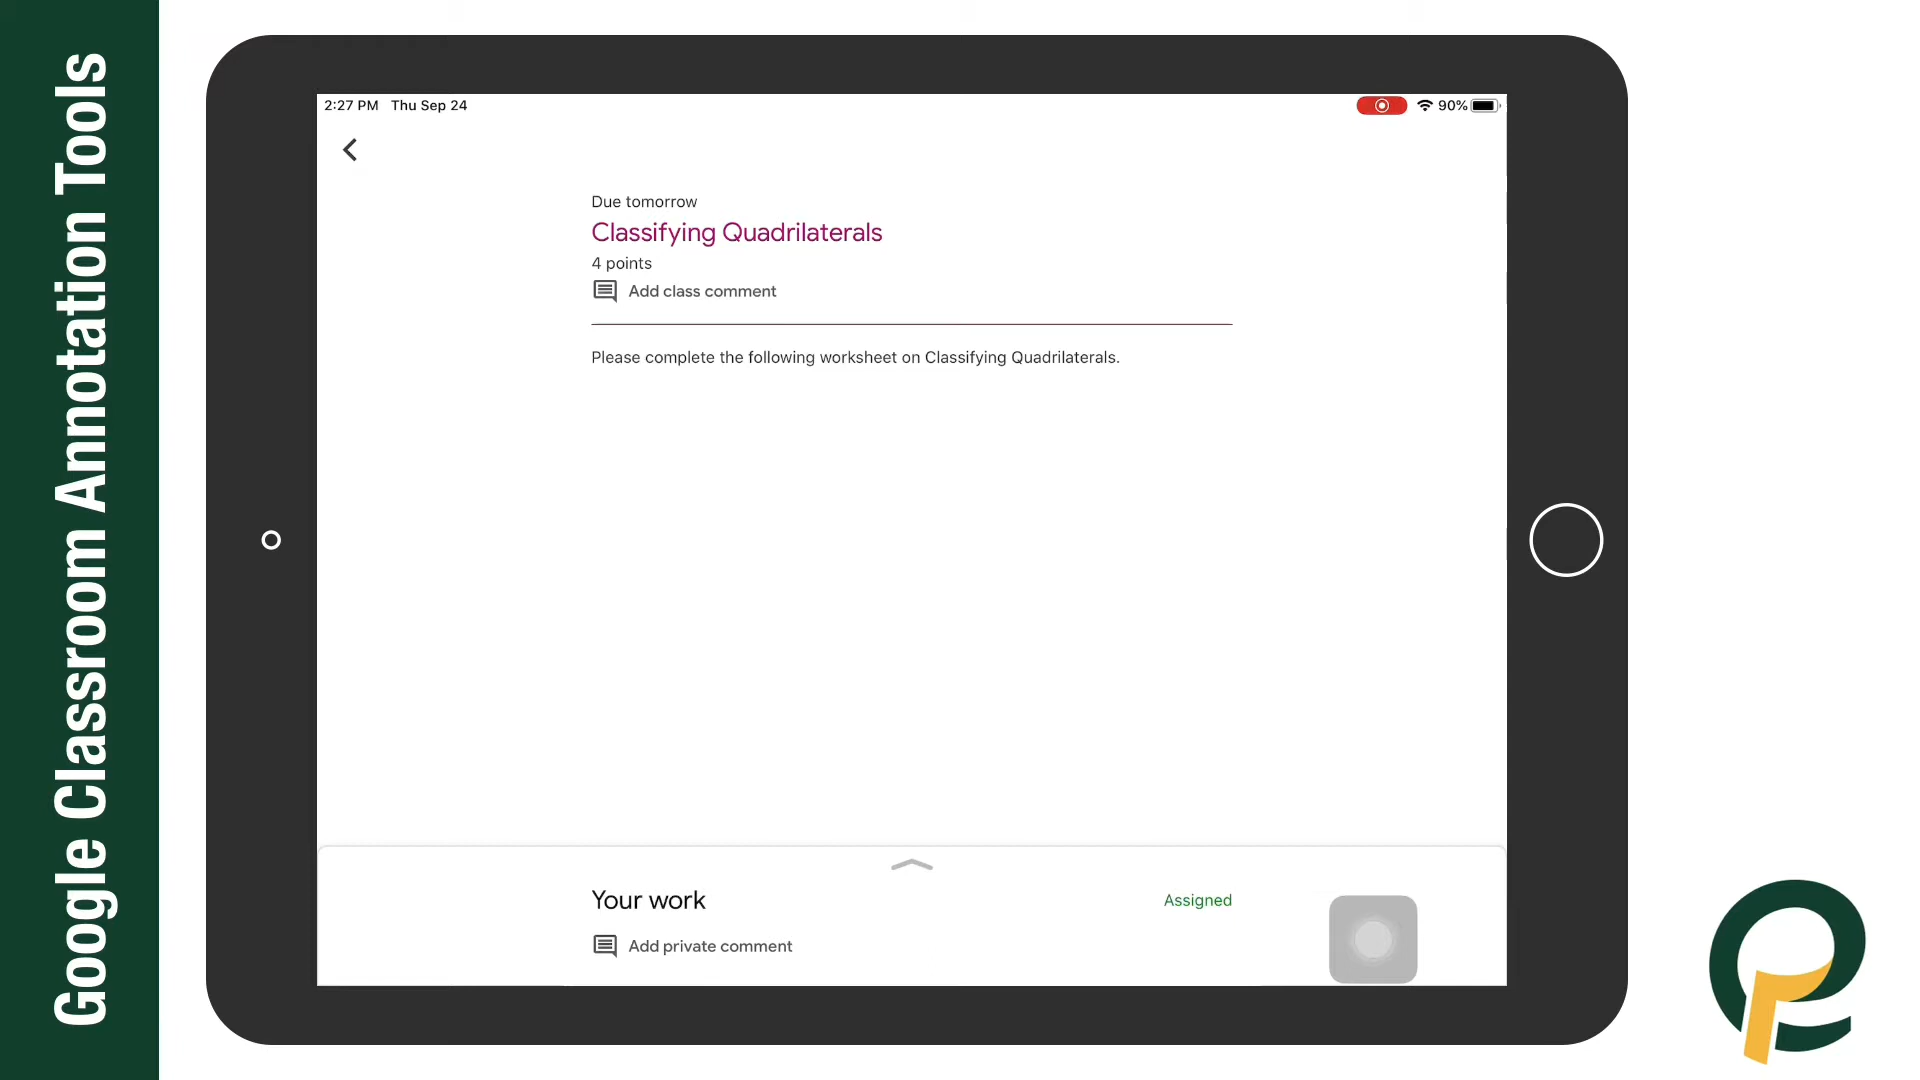 Google Classroom Annotation Tools
2:27 PM Thu Sep 24
90%
Due tomorrow
Classifying Quadrilaterals
4 points
Add class comment
Please complete the following worksheet on Classifying Quadrilaterals.
Your work
Assigned
Add private comment